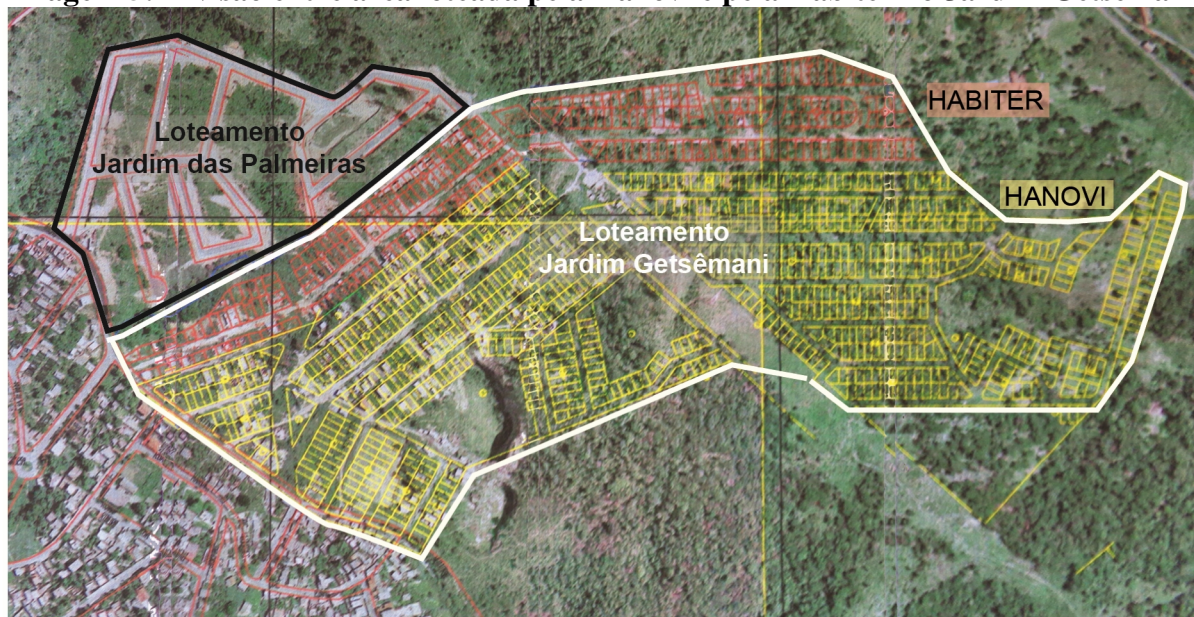 HABITER
Loteamento
Jardim das Palmeiras
HANOVI
Loteamento
Jardim Getsêmani